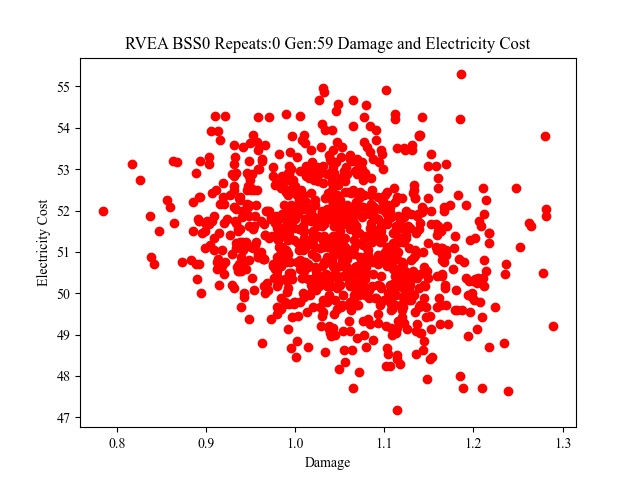 RVEA BSS0 Repeats:0 Gen:59 Damage and Electricity Cost
55
54
53
52
51
50
49
48
47
Electricity Cost
0.8 0.9 1.0 1.1 1.2 1.3
Damage